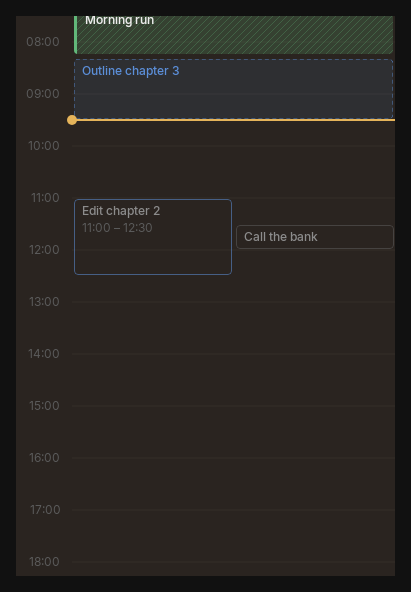 Morning run
08:00
Outline chapter 3
09:00
10:00
11:00
Edit chapter 2
11:00 – 12:30
Call the bank
12:00
13:00
14:00
15:00
16:00
17:00
18:00